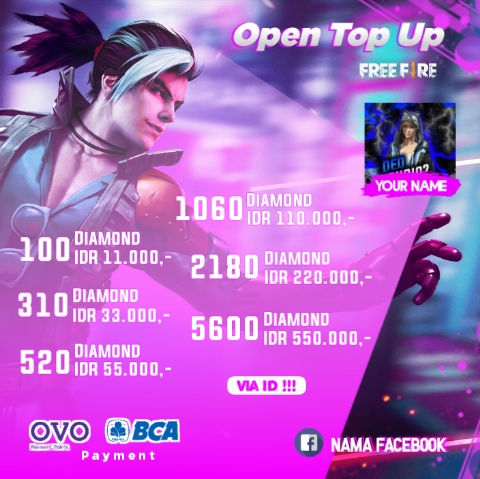 Open Top Up
FREE FIRE
DEO
YOUR NAME
100 DIAMOND
IDR 11.000,-
310 DIAMOND
IDR 33.000,-
520 DIAMOND
IDR 55.000,-
1060 DIAMOND
IDR 110.000,-
2180 DIAMOND
IDR 220.000,-
5600 DIAMOND
IDR 550.000,-
VIA ID !!!
OVO
BCA
Payment
f NAMA FACEBOOK